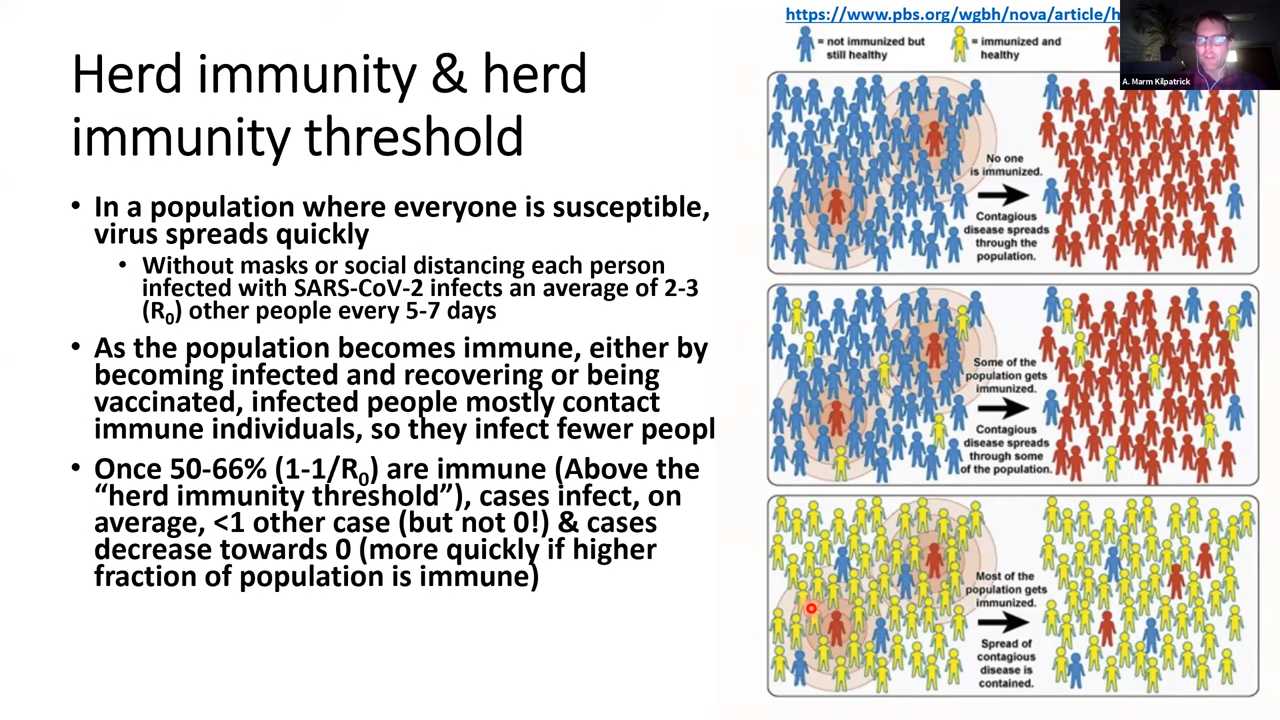 https://www.pbs.org/wgbh/nova/article/h
Herd immunity & herd
immunity threshold
• In a population where everyone is susceptible,
virus spreads quickly
• Without masks or social distancing each person
infected with SARS-CoV-2 infects an average of 2-3
(R₀) other people every 5-7 days
• As the population becomes immune, either by
becoming infected and recovering or being
vaccinated, infected people mostly contact
immune individuals, so they infect fewer peopl
• Once 50-66% (1-1/R₀) are immune (Above the
“herd immunity threshold”), cases infect, on
average, <1 other case (but not 0!) & cases
decrease towards 0 (more quickly if higher
fraction of population is immune)
= not immunized but
still healthy
= immunized and
healthy
A. Marm Kilpatrick
No one
is immunized.
Contagious
disease spreads
through the
population.
Some of the
population gets
immunized.
Contagious
disease spreads
through some
of the population.
Most of the
population gets
immunized.
Spread of
contagious
disease is
contained.